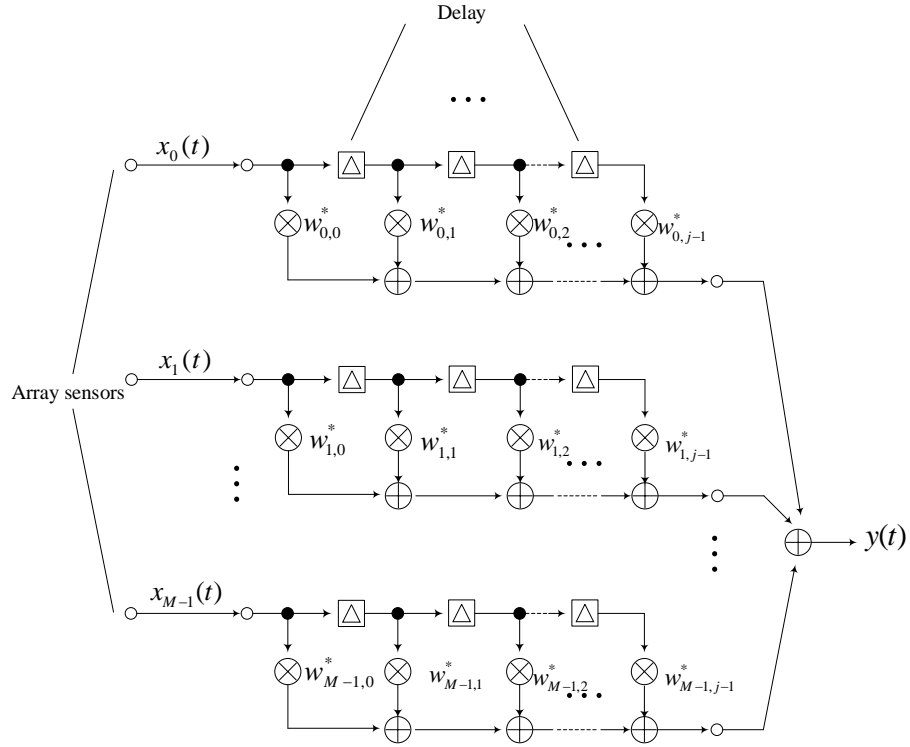 Delay
x_0(t)
w^*_{0,0} w^*_{0,1} w^*_{0,2} w^*_{0,j−1}
Array sensors
x_1(t)
w^*_{1,0} w^*_{1,1} w^*_{1,2} w^*_{1,j−1}
y(t)
x_{M−1}(t)
w^*_{M−1,0} w^*_{M−1,1} w^*_{M−1,2} w^*_{M−1,j−1}